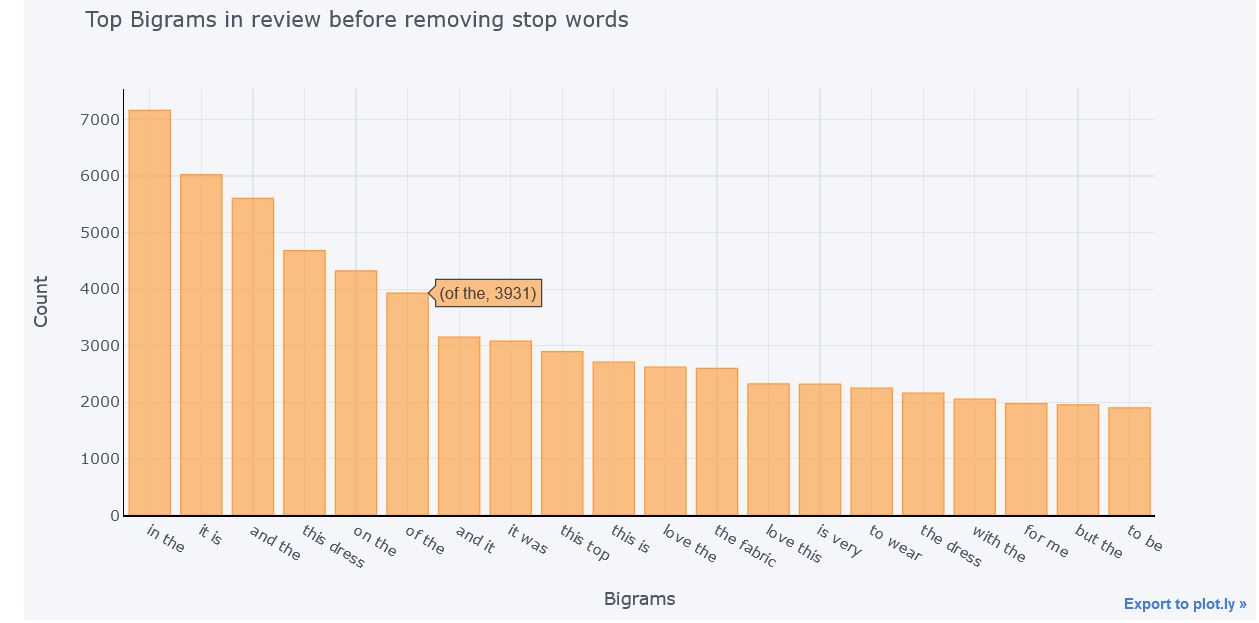 Top Bigrams in review before removing stop words
7000
6000
5000
4000
3000
2000
1000
0
Count
(of the, 3931)
in the
it is
and the
this dress
on the
of the
and it
it was
this top
this is
love the
the fabric
love this
is very
to wear
the dress
with the
for me
but the
to be
Bigrams
Export to plot.ly »